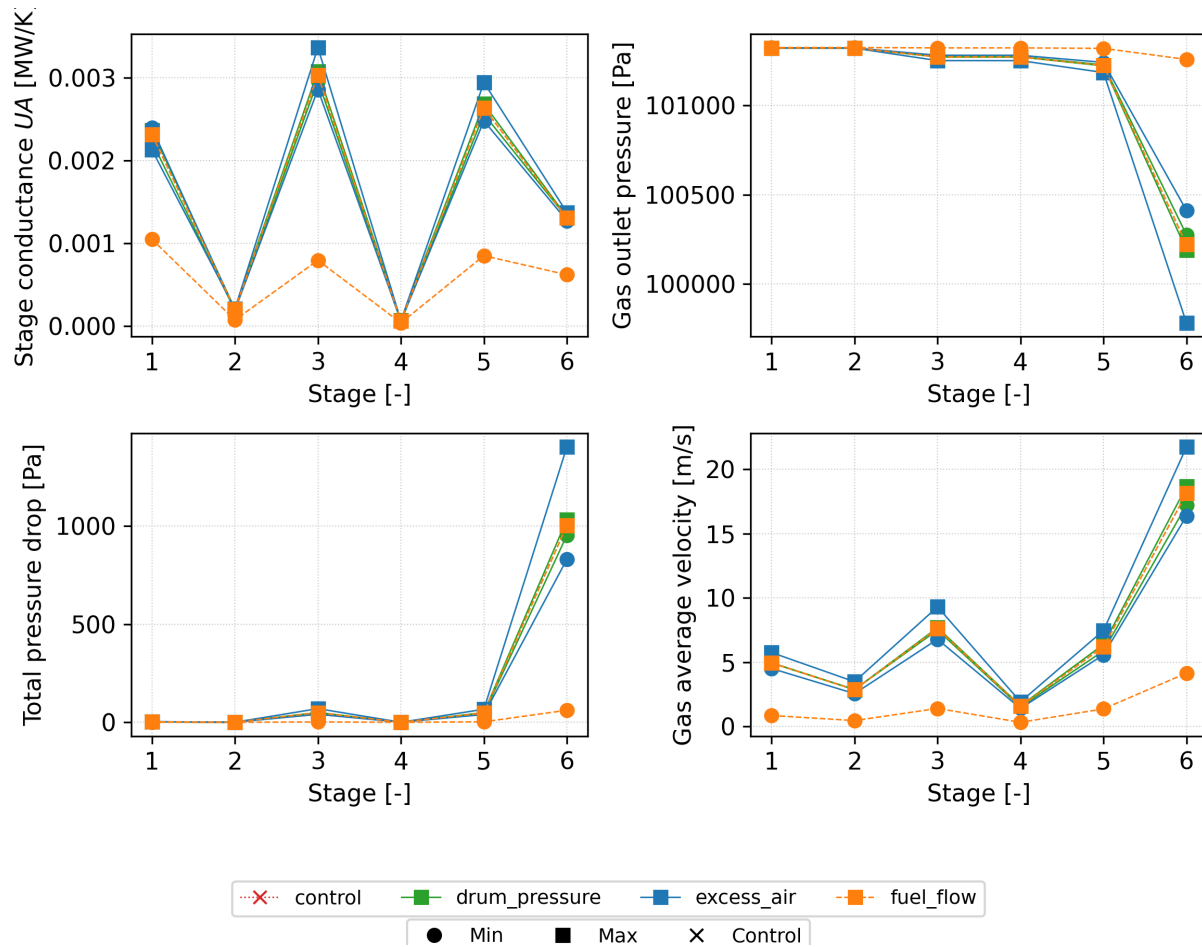 Stage conductance UA [MW/K]
0.003
0.002
0.001
0.000
1 2 3 4 5 6
Stage [-]
Gas outlet pressure [Pa]
101000
100500
100000
1 2 3 4 5 6
Stage [-]
Total pressure drop [Pa]
1000
500
0
1 2 3 4 5 6
Stage [-]
Gas average velocity [m/s]
20
15
10
5
0
1 2 3 4 5 6
Stage [-]
control drum_pressure excess_air fuel_flow
Min Max Control